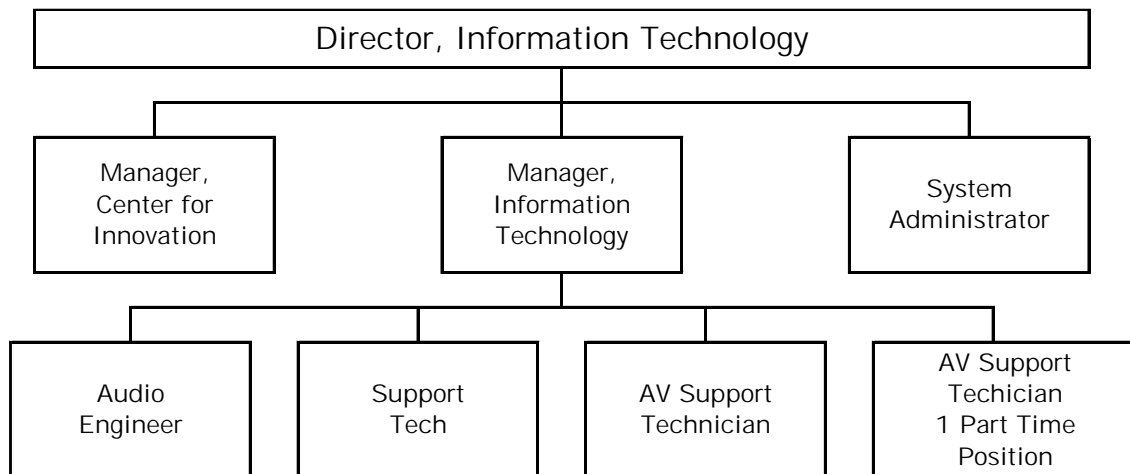 Director, Information Technology
Manager,
Center for
Innovation
Manager,
Information
Technology
System
Administrator
Audio
Engineer
Support
Tech
AV Support
Technician
AV Support
Techician
1 Part Time
Position